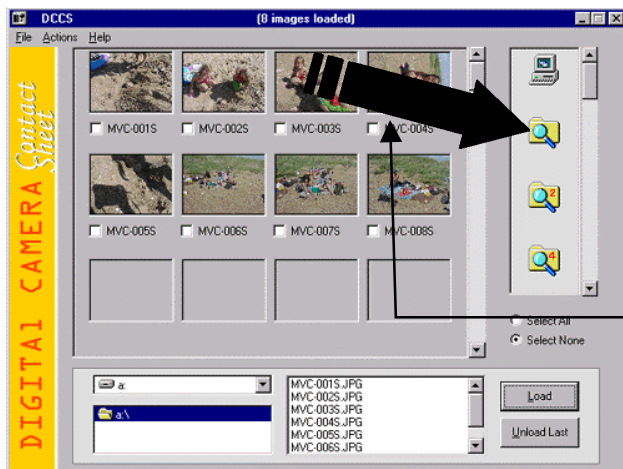 DCCS (8 images loaded)
File Actions Help
DIGITAL CAMERA Contact Sheet
MVC-001S MVC-002S MVC-003S MVC-004S
2
MVC-005S MVC-006S MVC-007S MVC-008S
4
Select All
Select None
a:
a:\
MVC-001S.JPG
MVC-002S.JPG
MVC-003S.JPG
MVC-004S.JPG
MVC-005S.JPG
MVC-006S.JPG
Load
Unload Last